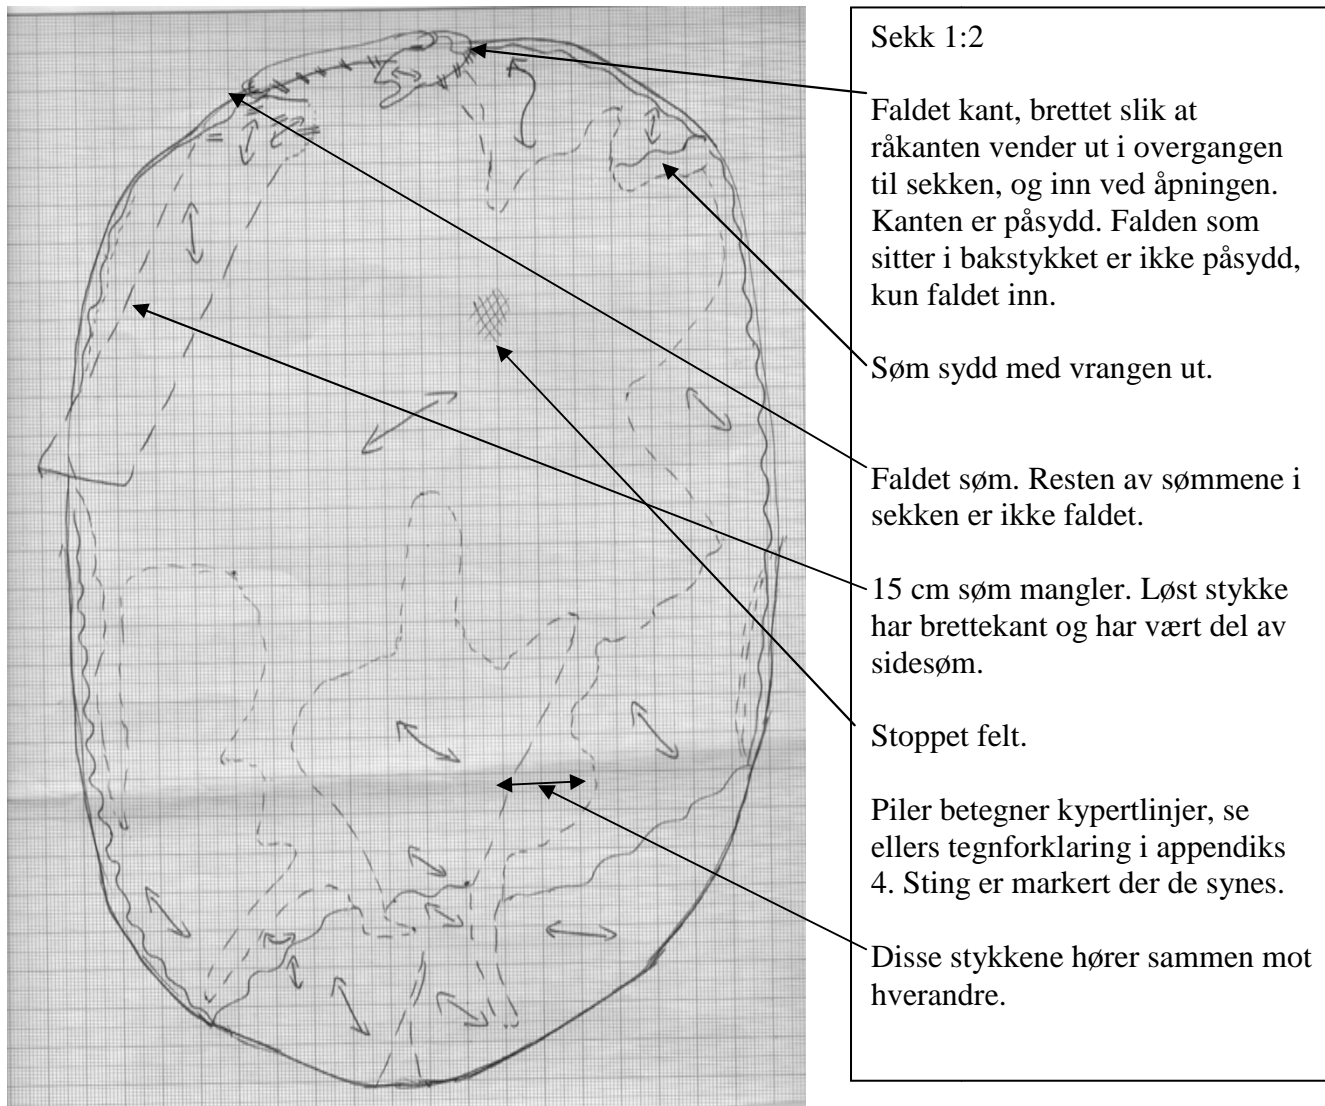 Sekk 1:2
Faldet kant, brettet slik at
råkanten vender ut i overgangen
til sekken, og inn ved åpningen.
Kanten er påsydd. Falden som
sitter i bakstykket er ikke påsydd,
kun faldet inn.
Søm sydd med vrangen ut.
Faldet søm. Resten av sømmene i
sekken er ikke faldet.
15 cm søm mangler. Løst stykke
har brettekant og har vært del av
sidesøm.
Stoppet felt.
Piler betegner kypertlinjer, se
ellers tegnforklaring i appendiks
4. Sting er markert der de synes.
Disse stykkene hører sammen mot
hverandre.